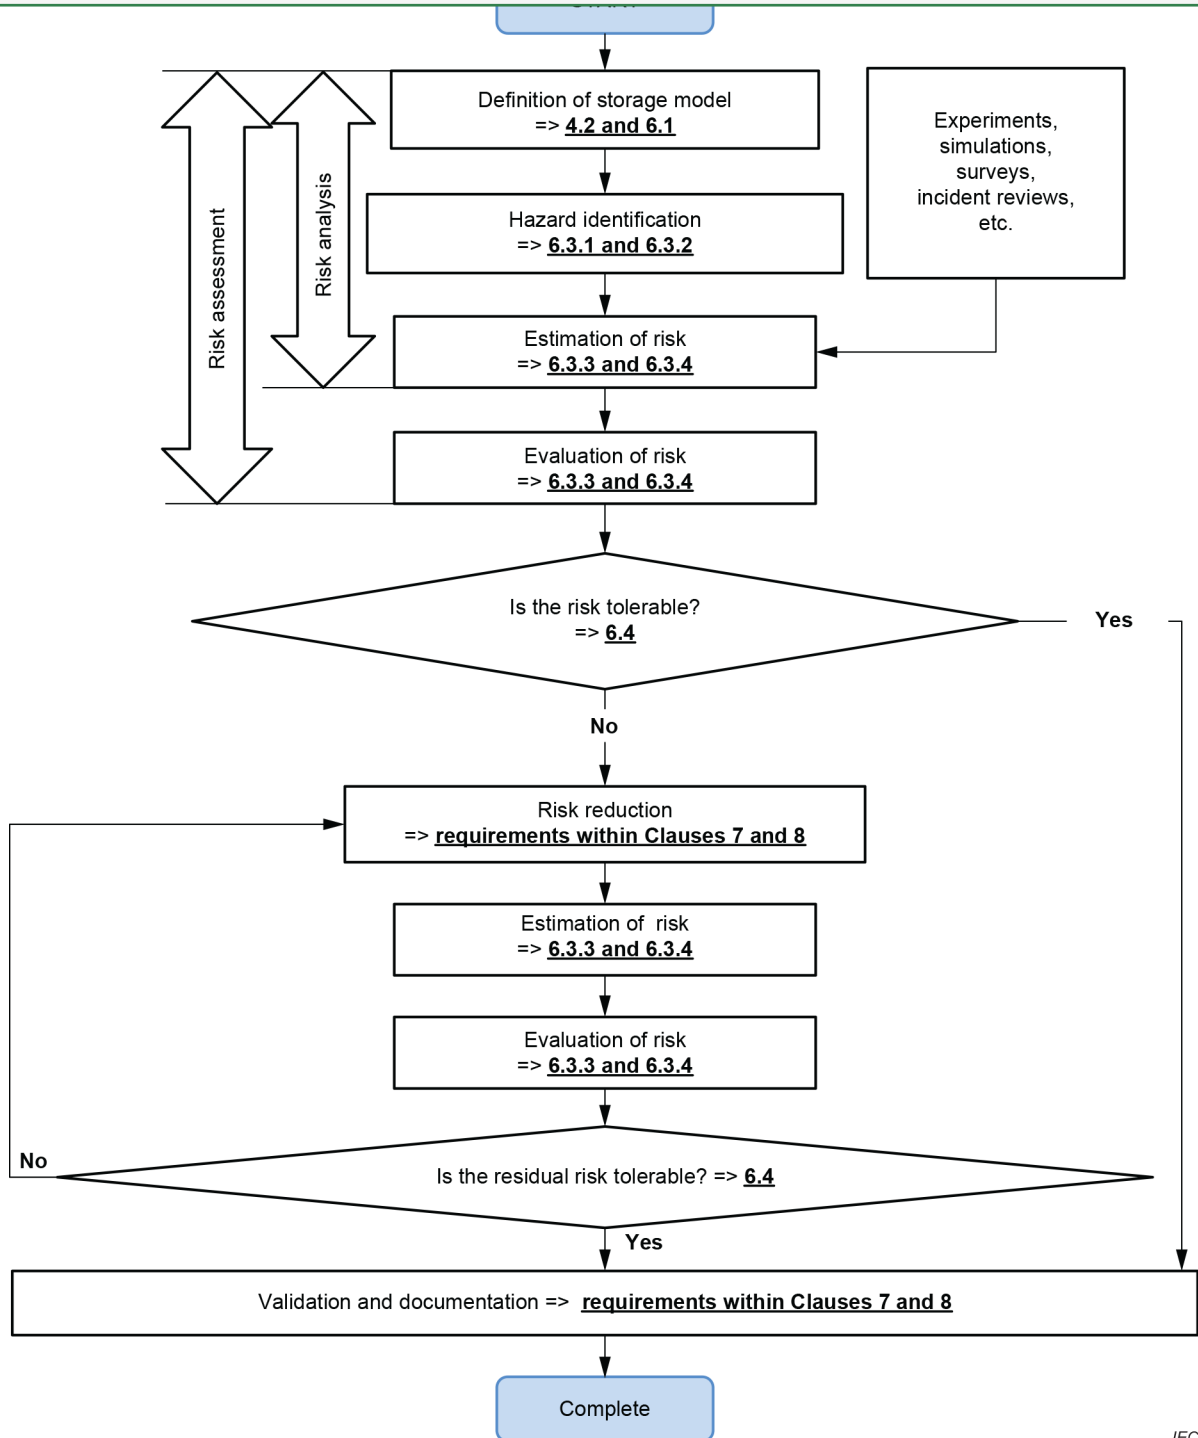 Definition of storage model
=> 4.2 and 6.1
Experiments,
simulations,
surveys,
incident reviews,
etc.
Risk assessment
Risk analysis
Hazard identification
=> 6.3.1 and 6.3.2
Estimation of risk
=> 6.3.3 and 6.3.4
Evaluation of risk
=> 6.3.3 and 6.3.4
Is the risk tolerable?
=> 6.4
Yes
No
Risk reduction
=> requirements within Clauses 7 and 8
Estimation of risk
=> 6.3.3 and 6.3.4
Evaluation of risk
=> 6.3.3 and 6.3.4
No
Is the residual risk tolerable? => 6.4
Yes
Validation and documentation => requirements within Clauses 7 and 8
Complete